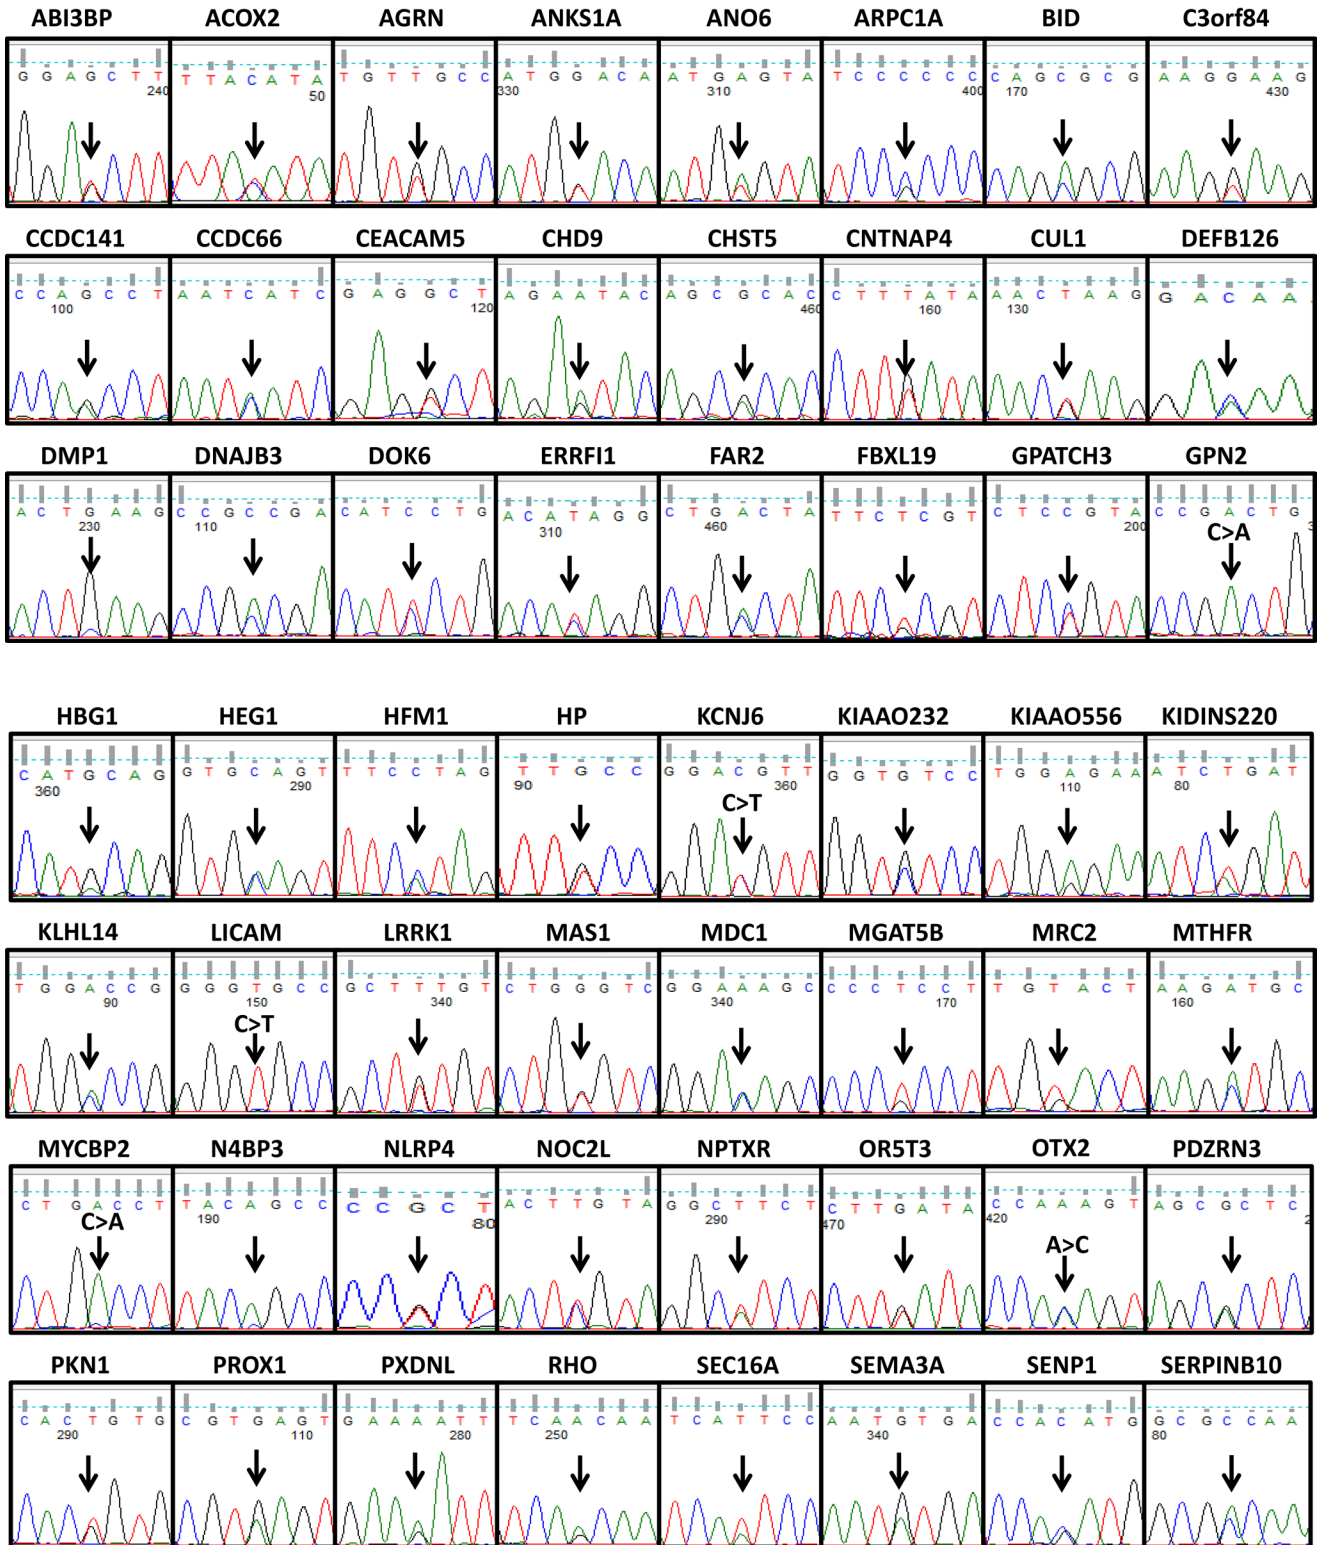 ABI3BP ACOX2 AGRN ANKS1A ANO6 ARPC1A BID C3orf84
G G A G C T T T T A C A T A T G T T G C C A T G G A C A A T G A G T A T C C C C C C C A G C G C G A A G G A A G
240 50 330 310 400 170 430
CCDC141 CCDC66 CEACAM5 CHD9 CHST5 CNTNAP4 CUL1 DEFB126
C C A G C C T A A T C A T C G A G G C T A G A A T A C A G C G C A C C T T T A T A A A C T A A G G A C A A
100 120 460 160 130
DMP1 DNAJB3 DOK6 ERRFI1 FAR2 FBXL19 GPATCH3 GPN2
A C T G A A G C C G C C G A C A T C C T G A C A T A G G C T G A C T A T T C T C G T C T C C G T A C C G A C T G
230 110 310 460 200 3
C>A
HBG1 HEG1 HFM1 HP KCNJ6 KIAAO232 KIAAO556 KIDINS220
C A T G C A G G T G C A G T T T C C T A G T T G C C G G A C G T T G G T G T C C T G G A G A A A T C T G A T
360 290 90 360 110 80
C>T
KLHL14 LICAM LRRK1 MAS1 MDC1 MGAT5B MRC2 MTHFR
T G G A C C G G G G T G C C G C T T T G T C T G G G T C G G A A A G C C C C T C C T T G T A C T A A G A T G C
90 150 340 340 170 160
C>T
MYCBP2 N4BP3 NLRP4 NOC2L NPTXR OR5T3 OTX2 PDZRN3
C T G A C C T T A C A G C C C C G C T A C T T G T A G G C T T C T C T T G A T A C C A A A G T A G C G C T C
190 80 290 470 420 2
C>A A>C
PKN1 PROX1 PXDNL RHO SEC16A SEMA3A SENP1 SERPINB10
C A C T G T G C G T G A G T G A A A A T T T C A A C A A T C A T T C C A A T G T G A C C A C A T G G C G C C A A
290 110 280 250 340 80